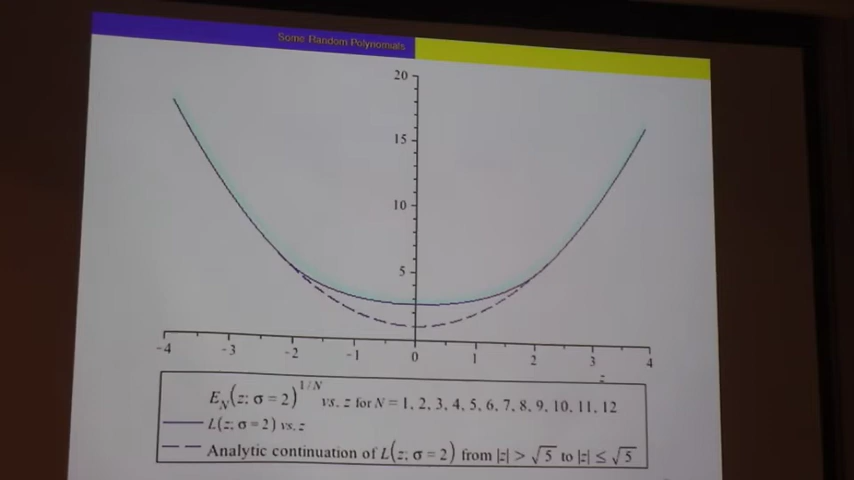 Some Random Polynomials
20
15
10
5
-4 -3 -2 -1 0 1 2 3 4
z
E_N(z; σ = 2)^{1/N} vs. z for N = 1, 2, 3, 4, 5, 6, 7, 8, 9, 10, 11, 12
L(z; σ = 2) vs. z
Analytic continuation of L(z; σ = 2) from |z| > √5 to |z| ≤ √5